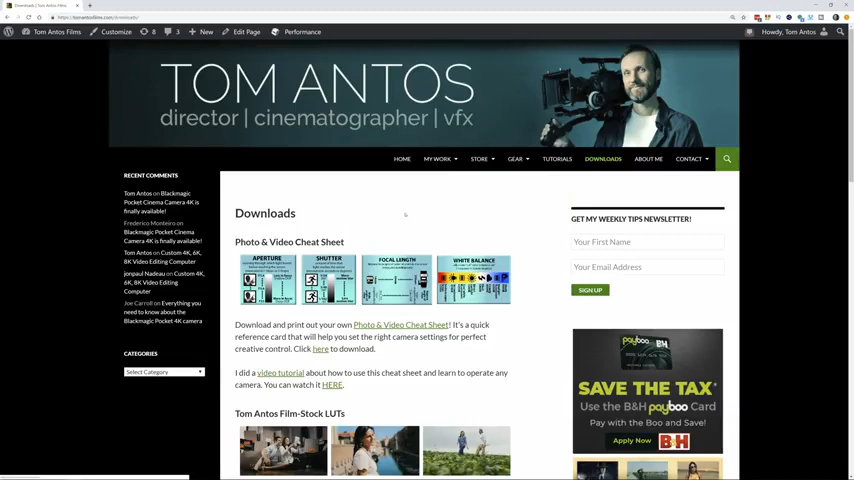 Downloads | Tom Antos Films
https://tomantosfilms.com/downloads/
Tom Antos Films
Customize
8
3
New
Edit Page
Performance
Howdy, Tom Antos
TOM ANTOS
director | cinematographer | vfx
HOME
MY WORK
STORE
GEAR
TUTORIALS
DOWNLOADS
ABOUT ME
CONTACT
RECENT COMMENTS
Tom Antos on Blackmagic
Pocket Cinema Camera 4K is
finally available!
Frederico Monteiro on
Blackmagic Pocket Cinema
Camera 4K is finally available!
Tom Antos on Custom 4K, 6K,
8K Video Editing Computer
jonpaul Nadeau on Custom 4K,
6K, 8K Video Editing
Computer
Joe Carroll on Everything you
need to know about the
Blackmagic Pocket 4K camera
CATEGORIES
Select Category
Downloads
Photo & Video Cheat Sheet
APERTURE
SHUTTER
FOCAL LENGTH
WHITE BALANCE
Download and print out your own Photo & Video Cheat Sheet! It's a quick
reference card that will help you set the right camera settings for perfect
creative control. Click here to download.
I did a video tutorial about how to use this cheat sheet and learn to operate any
camera. You can watch it HERE.
Tom Antos Film-Stock LUTs
GET MY WEEKLY TIPS NEWSLETTER!
Your First Name
Your Email Address
SIGN UP
payboo B&H
SAVE THE TAX*
Use the B&H payboo Card
Pay with the Boo and Save!
Apply Now
B&H